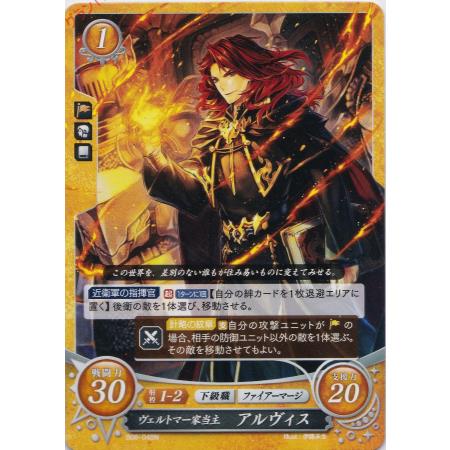 1
この世界を、差別のない誰もが住み易いものに変えてみせる。
近衛軍の指揮官 起 1ターンに1回 【自分の絆カードを1枚退避エリアに
置く】後衛の敵を1体選び、移動させる。
計略の紋章 攻 自分の攻撃ユニットが
の場合、相手の防御ユニット以外の敵を1体選ぶ。
その敵を移動させてもよい。
戦闘力
30
射程 1-2
下級職
ファイアーマージ
支援力
20
ヴェルトマー家当主 アルヴィス